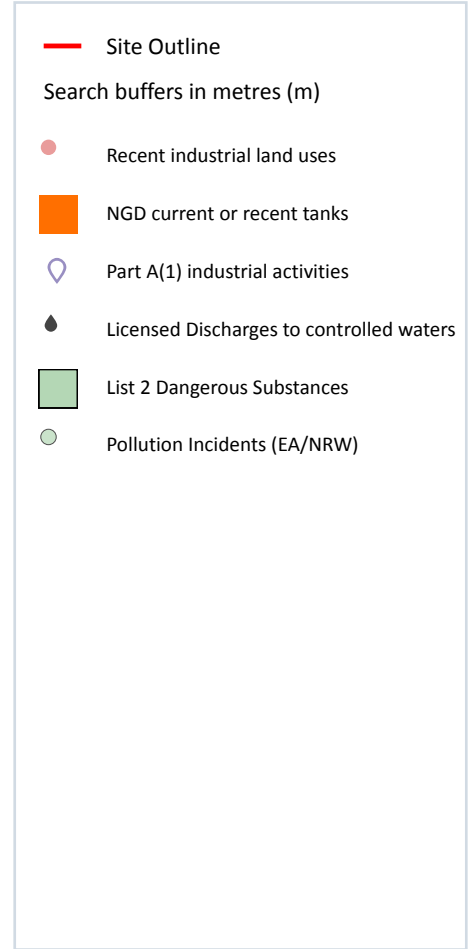 Site Outline
Search buffers in metres (m)
Recent industrial land uses
NGD current or recent tanks
Part A(1) industrial activities
Licensed Discharges to controlled waters
List 2 Dangerous Substances
Pollution Incidents (EA/NRW)